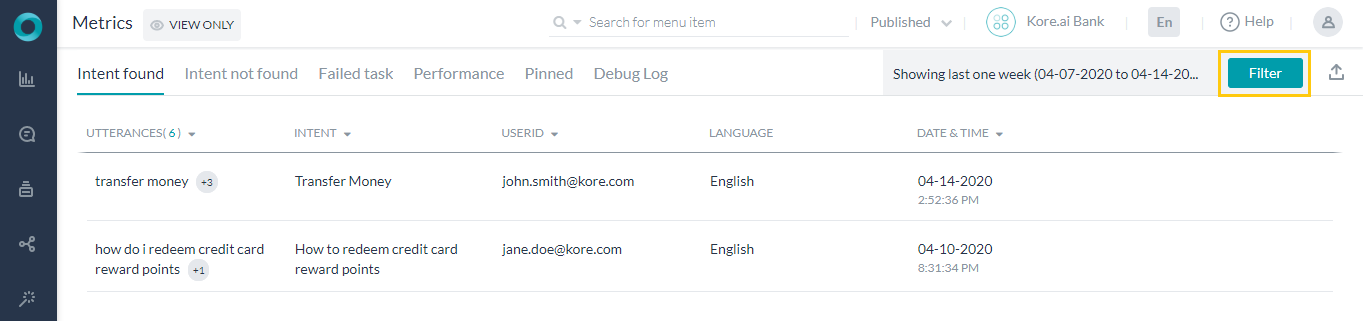 Metrics VIEW ONLY Search for menu item Published Kore.ai Bank En Help
Intent found Intent not found Failed task Performance Pinned Debug Log Showing last one week (04-07-2020 to 04-14-20... Filter
UTTERANCES( 6 ) INTENT USERID LANGUAGE DATE & TIME
transfer money +3 Transfer Money john.smith@kore.com English 04-14-2020
2:52:36 PM
how do i redeem credit card How to redeem credit card jane.doe@kore.com English 04-10-2020
reward points +1 reward points 8:31:34 PM